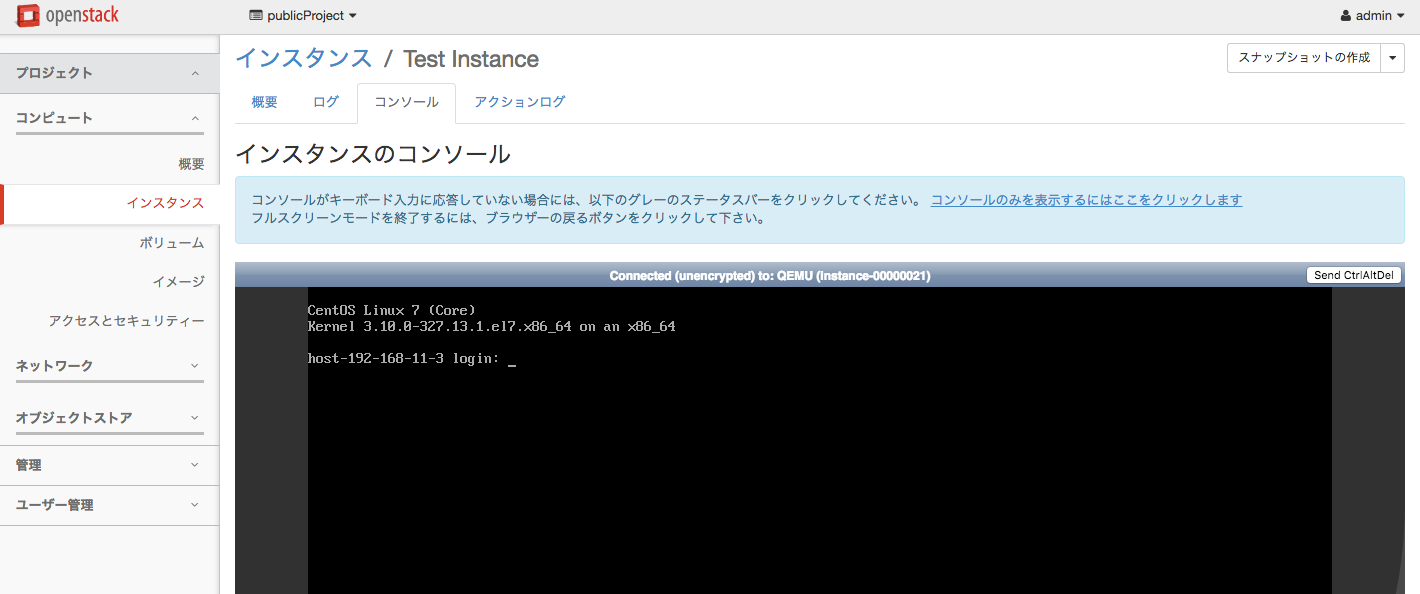 openstack
publicProject
admin
プロジェクト
コンピュート
概要
インスタンス
ボリューム
イメージ
アクセスとセキュリティー
ネットワーク
オブジェクトストア
管理
ユーザー管理
インスタンス / Test Instance
スナップショットの作成
概要 ログ コンソール アクションログ
インスタンスのコンソール
コンソールがキーボード入力に応答していない場合には、以下のグレーのステータスバーをクリックしてください。 コンソールのみを表示するにはここをクリックします
フルスクリーンモードを終了するには、ブラウザーの戻るボタンをクリックして下さい。
Connected (unencrypted) to: QEMU (instance-00000021)
Send CtrlAltDel
CentOS Linux 7 (Core)
Kernel 3.10.0-327.13.1.el7.x86_64 on an x86_64
host-192-168-11-3 login: _